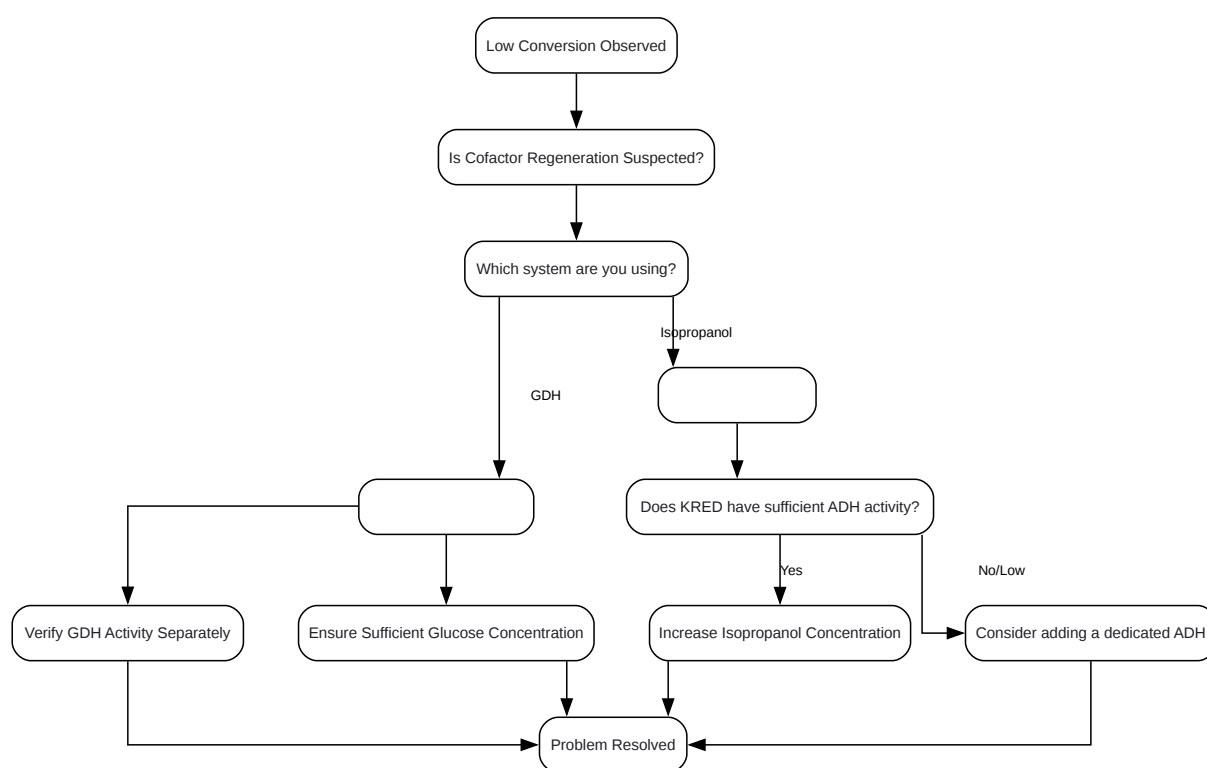 Low Conversion Observed
Is Cofactor Regeneration Suspected?
Which system are you using?
Isopropanol
GDH
Does KRED have sufficient ADH activity?
Yes
No/Low
Verify GDH Activity Separately
Ensure Sufficient Glucose Concentration
Increase Isopropanol Concentration
Consider adding a dedicated ADH
Problem Resolved